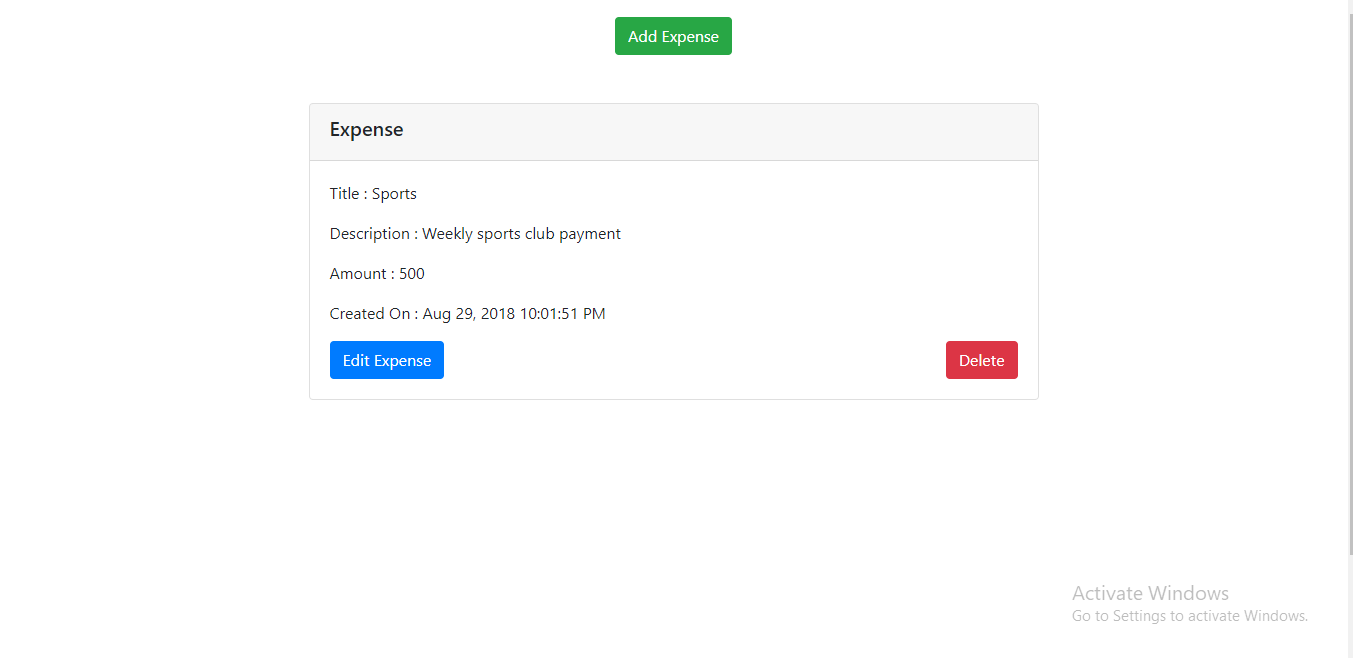 Add Expense
Expense
Title : Sports
Description : Weekly sports club payment
Amount : 500
Created On : Aug 29, 2018 10:01:51 PM
Edit Expense
Delete
Activate Windows
Go to Settings to activate Windows.